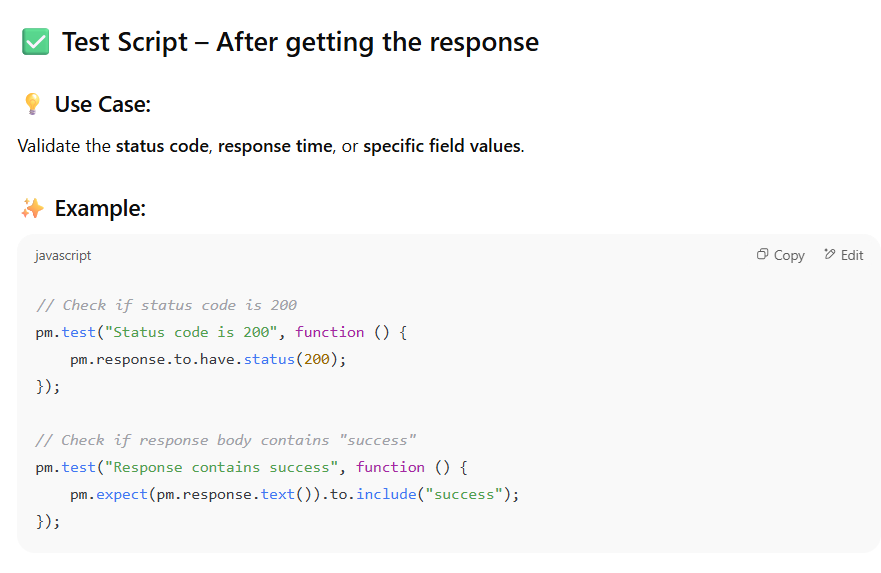 Test Script – After getting the response
Use Case:
Validate the status code, response time, or specific field values.
Example:
javascript
Copy
Edit
// Check if status code is 200
pm.test("Status code is 200", function () {
    pm.response.to.have.status(200);
});
// Check if response body contains "success"
pm.test("Response contains success", function () {
    pm.expect(pm.response.text()).to.include("success");
});